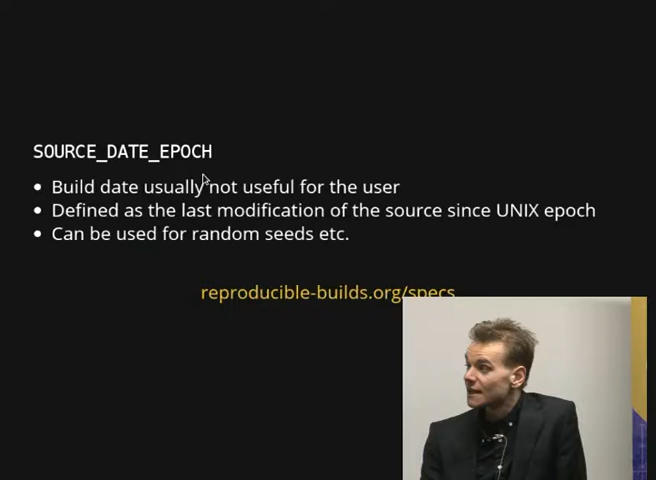 SOURCE_DATE_EPOCH
• Build date usually not useful for the user
• Defined as the last modification of the source since UNIX epoch
• Can be used for random seeds etc.
reproducible-builds.org/specs